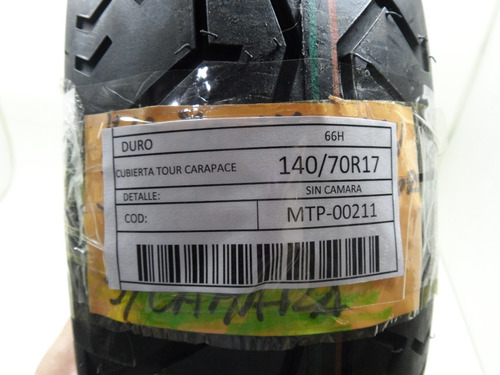 DURO 66H
CUBIERTA TOUR CARAPACE 140/70R17
DETALLE: SIN CAMARA
COD: MTP-00211